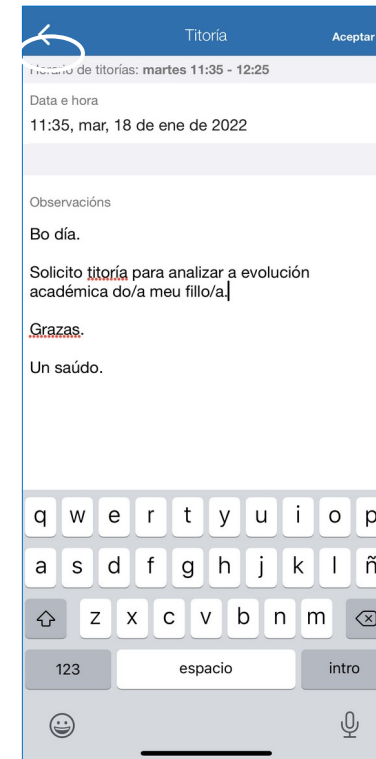 Titoría
Aceptar
Horario de titorías: martes 11:35 - 12:25
Data e hora
11:35, mar, 18 de ene de 2022
Observacións
Bo día.
Solicito titoría para analizar a evolución
académica do/a meu fillo/a.
Grazas.
Un saúdo.
q w e r t y u i o p
a s d f g h j k l ñ
z x c v b n m
123 espacio intro